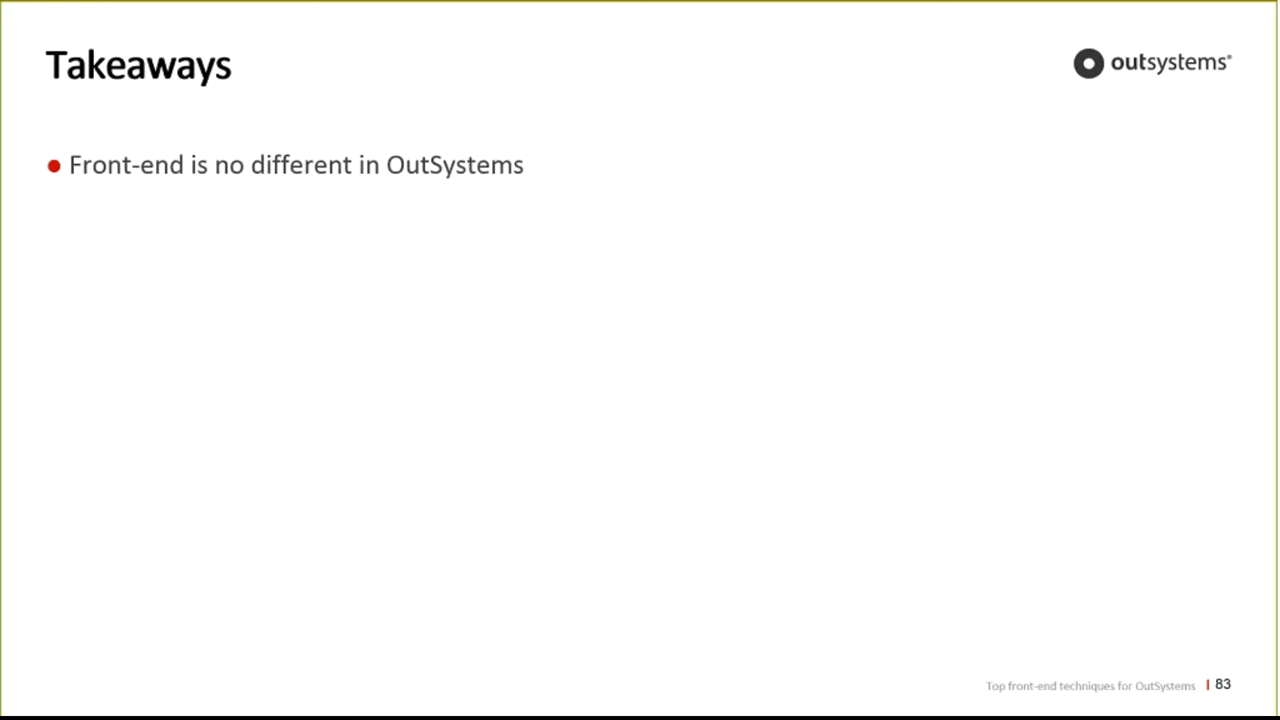 Takeaways
outsystems®
Front-end is no different in OutSystems
Top front-end techniques for OutSystems | 83